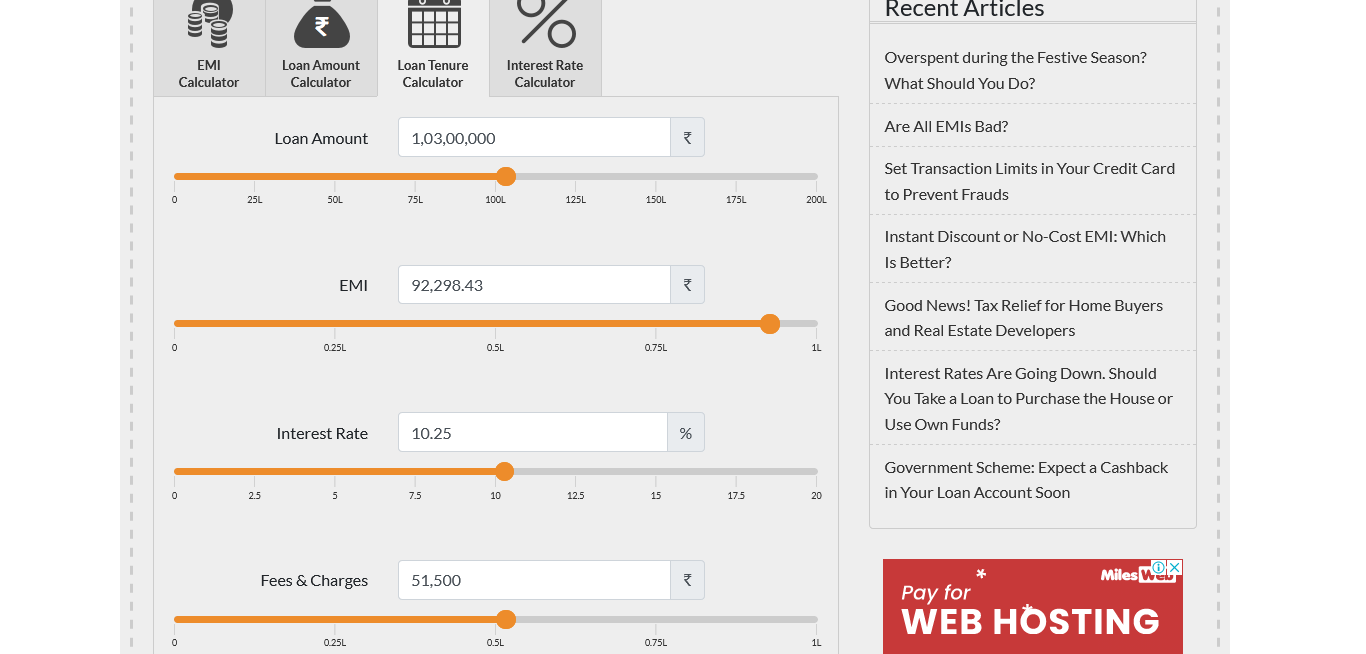 EMI
Calculator
Loan Amount
Calculator
Loan Tenure
Calculator
Interest Rate
Calculator
Loan Amount
1,03,00,000
₹
0
25L
50L
75L
100L
125L
150L
175L
200L
EMI
92,298.43
₹
0
0.25L
0.5L
0.75L
1L
Interest Rate
10.25
%
0
2.5
5
7.5
10
12.5
15
17.5
20
Fees & Charges
51,500
₹
0
0.25L
0.5L
0.75L
1L
Recent Articles
Overspent during the Festive Season?
What Should You Do?
Are All EMIs Bad?
Set Transaction Limits in Your Credit Card
to Prevent Frauds
Instant Discount or No-Cost EMI: Which
Is Better?
Good News! Tax Relief for Home Buyers
and Real Estate Developers
Interest Rates Are Going Down. Should
You Take a Loan to Purchase the House or
Use Own Funds?
Government Scheme: Expect a Cashback
in Your Loan Account Soon
MilesWeb
Pay for
WEB HOSTING